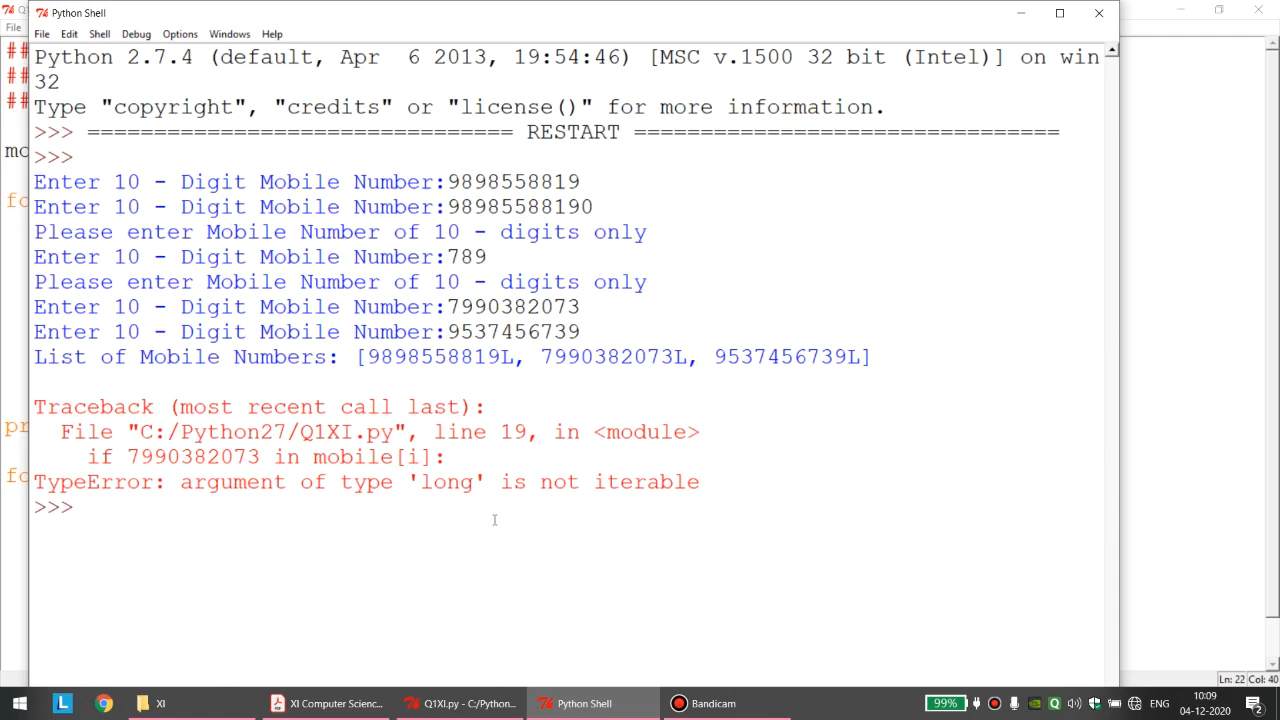 Python Shell
File Edit Shell Debug Options Windows Help
Python 2.7.4 (default, Apr  6 2013, 19:54:46) [MSC v.1500 32 bit (Intel)] on win
32
Type "copyright", "credits" or "license()" for more information.
>>> ================================ RESTART ================================
>>>
Enter 10 - Digit Mobile Number:9898558819
Enter 10 - Digit Mobile Number:98985588190
Please enter Mobile Number of 10 - digits only
Enter 10 - Digit Mobile Number:789
Please enter Mobile Number of 10 - digits only
Enter 10 - Digit Mobile Number:7990382073
Enter 10 - Digit Mobile Number:9537456739
List of Mobile Numbers: [9898558819L, 7990382073L, 9537456739L]
Traceback (most recent call last):
  File "C:/Python27/Q1XI.py", line 19, in <module>
    if 7990382073 in mobile[i]:
TypeError: argument of type 'long' is not iterable
>>>
File
##
##
##
mo
fo
pr
fo
Ln: 22 Col: 40
L XI XI Computer Scienc... Q1XI.py - C:/Python... Python Shell Bandicam 99% ENG 10:09
04-12-2020 2